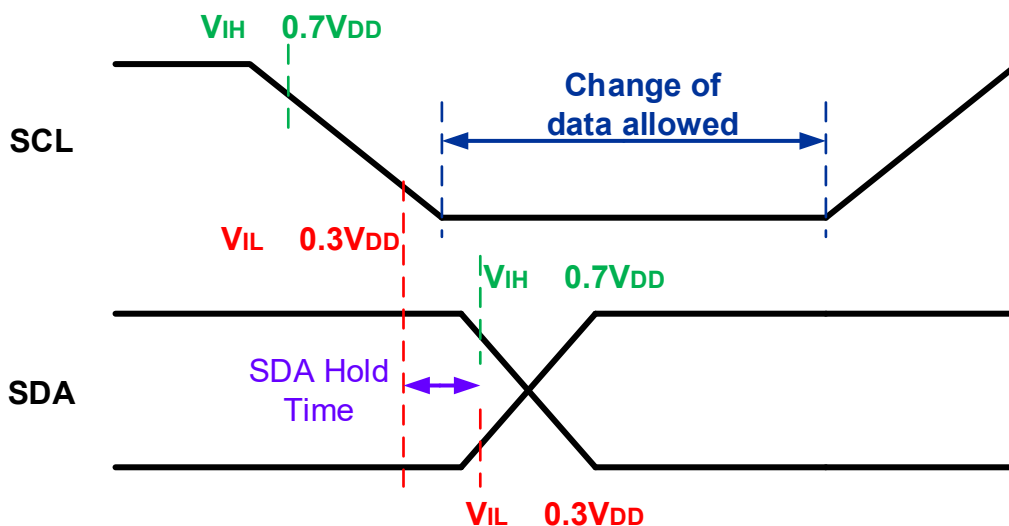 VIH 0.7VDD
Change of
data allowed
SCL
VIL 0.3VDD
VIH 0.7VDD
SDA Hold
Time
SDA
VIL 0.3VDD